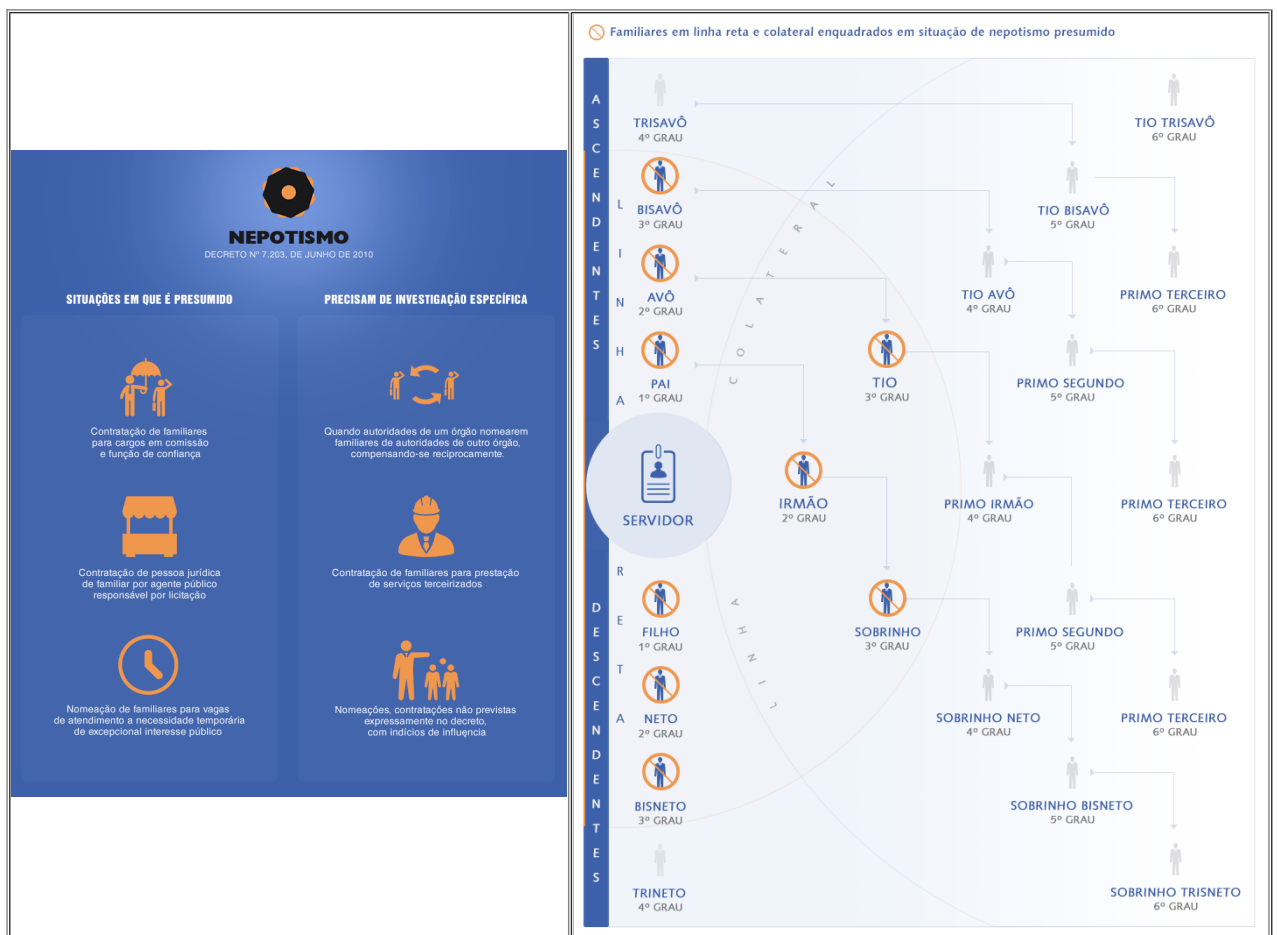 NEPOTISMO
DECRETO Nº 7.203, DE JUNHO DE 2010
SITUAÇÕES EM QUE É PRESUMIDO
Contratação de familiares
para cargos em comissão
e função de confiança
Contratação de pessoa jurídica
de familiar por agente público
responsável por licitação
Nomeação de familiares para vagas
de atendimento a necessidade temporária
de excepcional interesse público
PRECISAM DE INVESTIGAÇÃO ESPECÍFICA
Quando autoridades de um órgão nomearem
familiares de autoridades de outro órgão,
compensando-se reciprocamente.
Contratação de familiares para prestação
de serviços terceirizados
Nomeações, contratações não previstas
expressamente no decreto,
com indícios de influência
Familiares em linha reta e colateral enquadrados em situação de nepotismo presumido
ASCENDENTES
DESCENDENTES
LINHA RETA
LINHA COLATERAL
TRISAVÔ
4º GRAU
TIO TRISAVÔ
6º GRAU
BISAVÔ
3º GRAU
TIO BISAVÔ
5º GRAU
AVÔ
2º GRAU
TIO AVÔ
4º GRAU
PRIMO TERCEIRO
6º GRAU
PAI
1º GRAU
TIO
3º GRAU
PRIMO SEGUNDO
5º GRAU
SERVIDOR
IRMÃO
2º GRAU
PRIMO IRMÃO
4º GRAU
PRIMO TERCEIRO
6º GRAU
FILHO
1º GRAU
SOBRINHO
3º GRAU
PRIMO SEGUNDO
5º GRAU
NETO
2º GRAU
SOBRINHO NETO
4º GRAU
PRIMO TERCEIRO
6º GRAU
BISNETO
3º GRAU
SOBRINHO BISNETO
5º GRAU
TRINETO
4º GRAU
SOBRINHO TRISNETO
6º GRAU